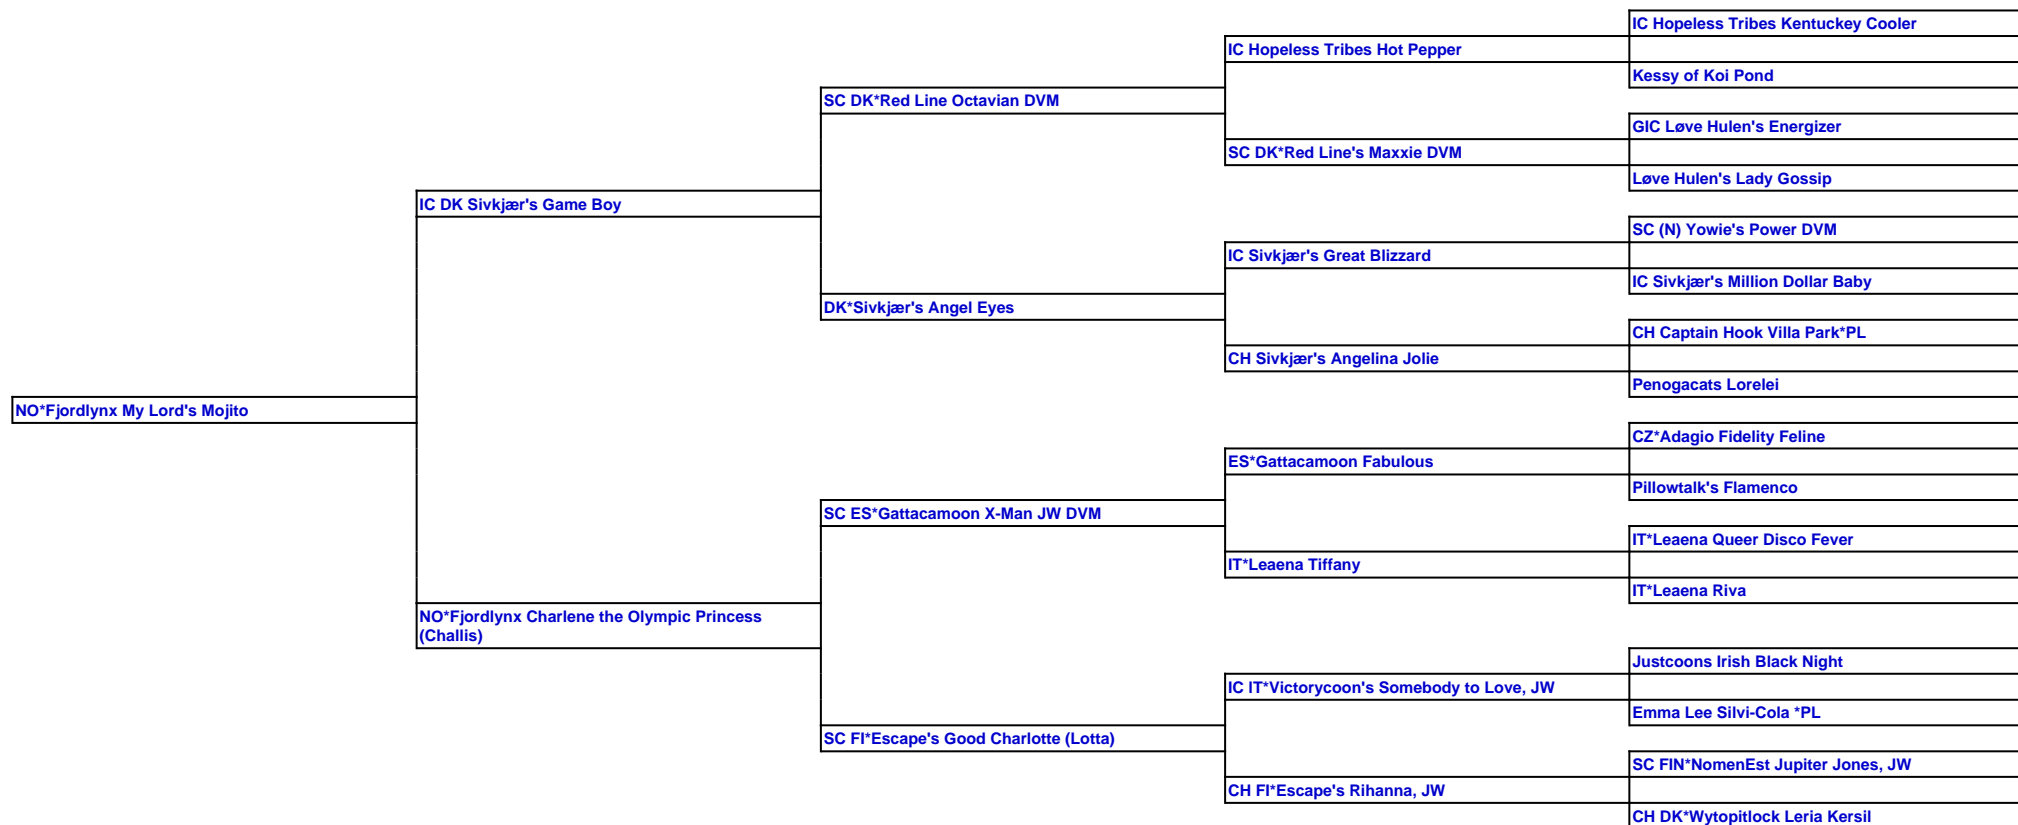 IC Hopeless Tribes Kentuckey Cooler
IC Hopeless Tribes Hot Pepper
Kessy of Koi Pond
SC DK*Red Line Octavian DVM
GIC Løve Hulen's Energizer
SC DK*Red Line's Maxxie DVM
Løve Hulen's Lady Gossip
IC DK Sivkjær's Game Boy
SC (N) Yowie's Power DVM
IC Sivkjær's Great Blizzard
IC Sivkjær's Million Dollar Baby
DK*Sivkjær's Angel Eyes
CH Captain Hook Villa Park*PL
CH Sivkjær's Angelina Jolie
Penogacats Lorelei
NO*Fjordlynx My Lord's Mojito
CZ*Adagio Fidelity Feline
ES*Gattacamoon Fabulous
Pillowtalk's Flamenco
SC ES*Gattacamoon X-Man JW DVM
IT*Leaena Queer Disco Fever
IT*Leaena Tiffany
IT*Leaena Riva
NO*Fjordlynx Charlene the Olympic Princess
(Challis)
Justcoons Irish Black Night
IC IT*Victorycoon's Somebody to Love, JW
Emma Lee Silvi-Cola *PL
SC FI*Escape's Good Charlotte (Lotta)
SC FIN*NomenEst Jupiter Jones, JW
CH FI*Escape's Rihanna, JW
CH DK*Wytopitlock Leria Kersil